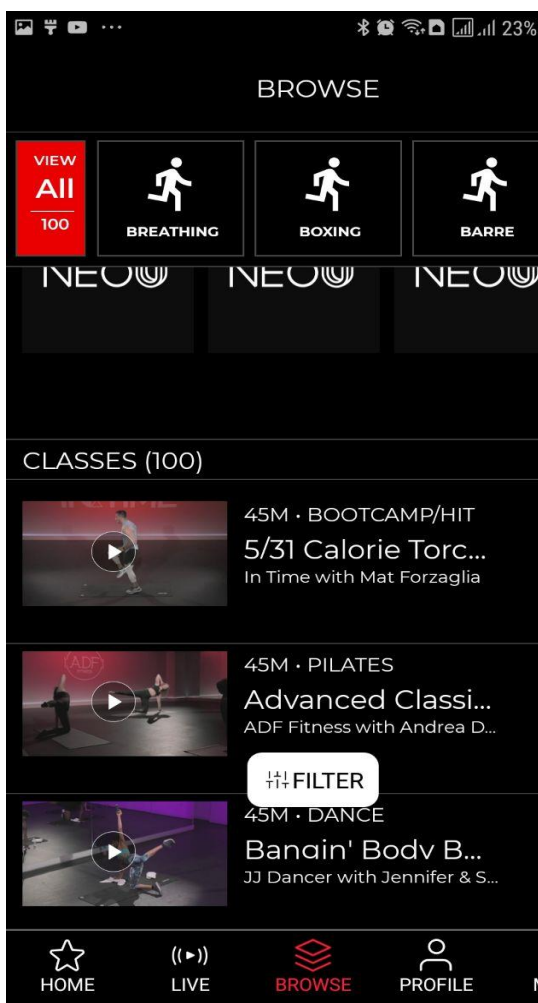 23%
BROWSE
VIEW
All
100
BREATHING
BOXING
BARRE
NEOU
NEOU
NEOU
CLASSES (100)
45M • BOOTCAMP/HIT
5/31 Calorie Torc...
In Time with Mat Forzaglia
ADF
45M • PILATES
Advanced Classi...
ADF Fitness with Andrea D...
FILTER
45M • DANCE
Bangin' Body B...
JJ Dancer with Jennifer & S...
HOME
LIVE
BROWSE
PROFILE